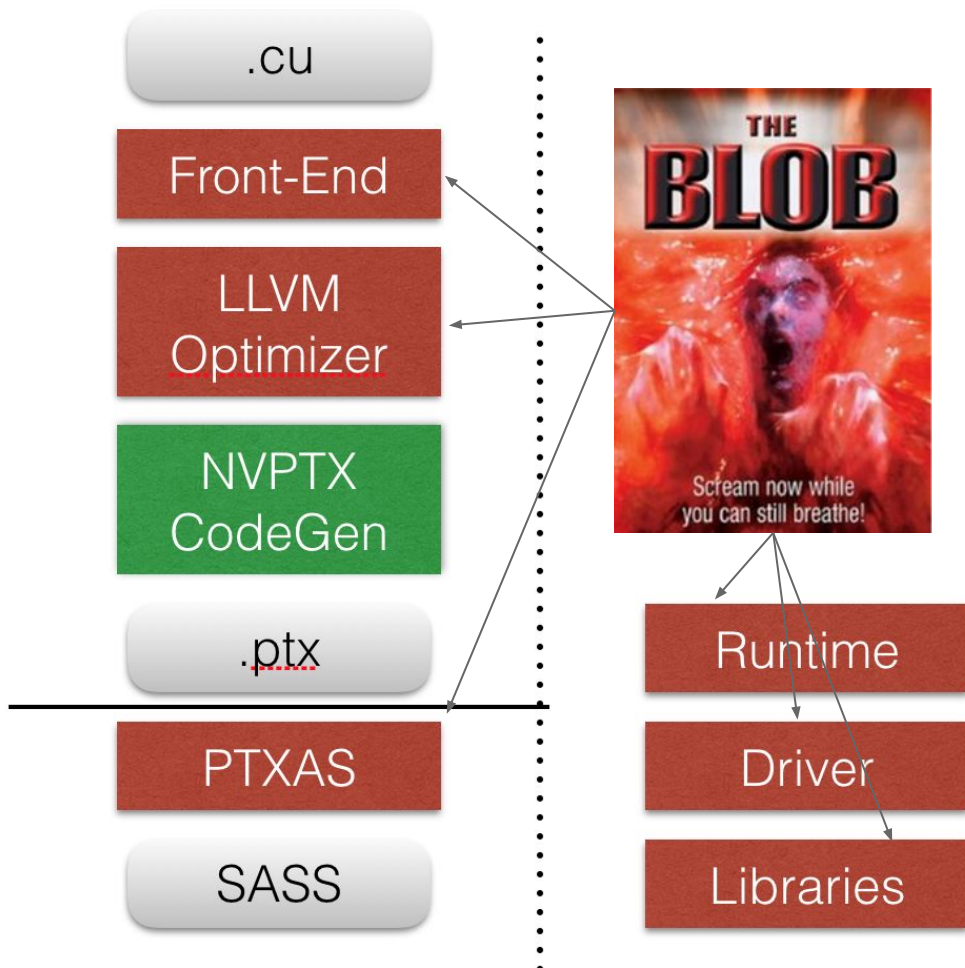 .cu
Front-End
LLVM
Optimizer
NVPTX
CodeGen
.ptx
PTXAS
SASS
THE
BLOB
Scream now while
you can still breathe!
Runtime
Driver
Libraries